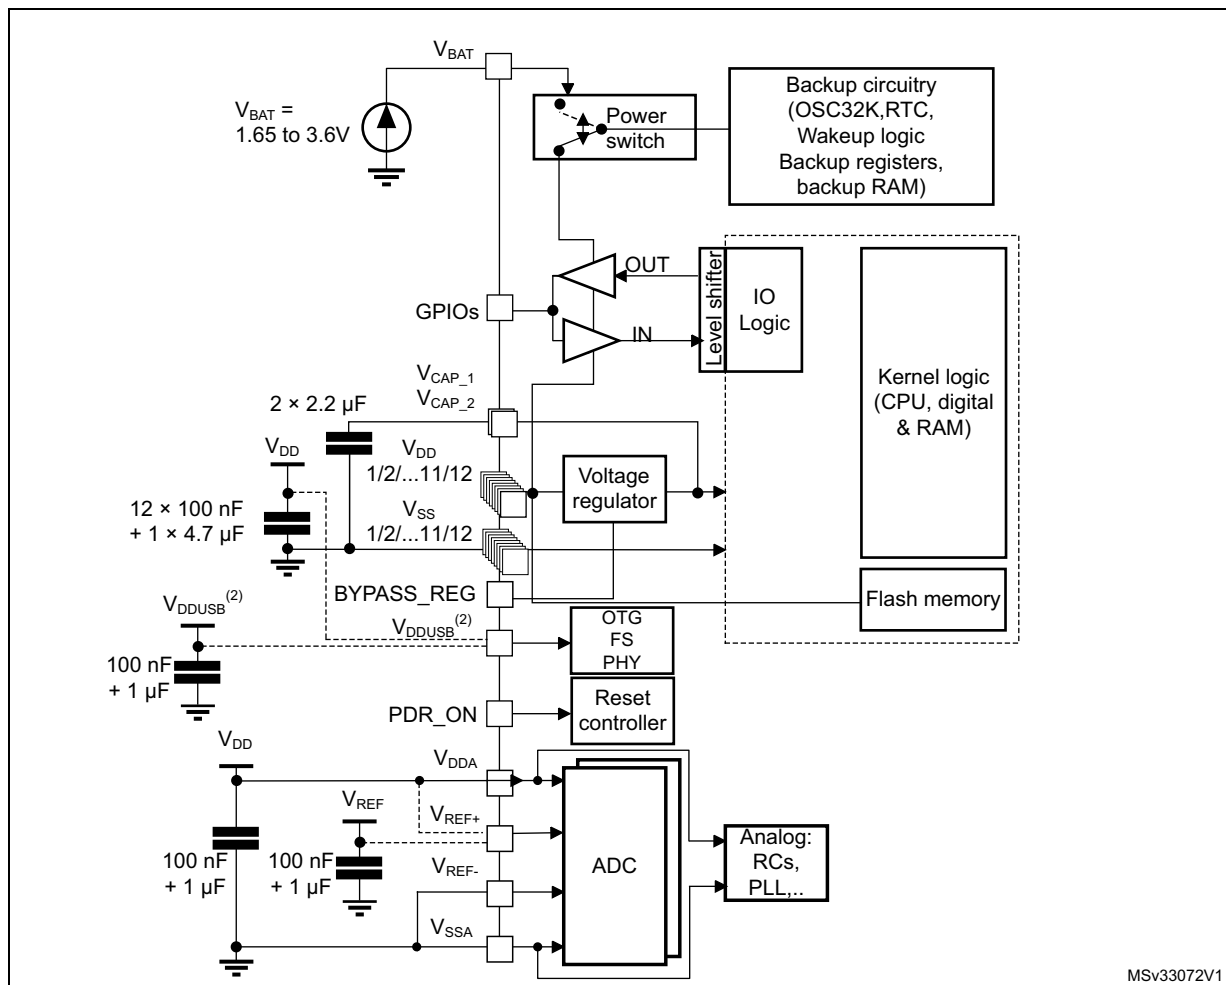 VBAT
VBAT =
1.65 to 3.6V
Power
switch
Backup circuitry
(OSC32K,RTC,
Wakeup logic
Backup registers,
backup RAM)
OUT
IN
GPIOs
Level shifter
IO
Logic
Kernel logic
(CPU, digital
& RAM)
VCAP_1
VCAP_2
2 × 2.2 µF
VDD
VDD
1/2/...11/12
Voltage
regulator
12 × 100 nF
+ 1 × 4.7 µF
VSS
1/2/...11/12
BYPASS_REG
Flash memory
VDDUSB(2)
VDDUSB(2)
OTG
FS
PHY
100 nF
+ 1 µF
PDR_ON
Reset
controller
VDD
VDDA
VREF
VREF+
100 nF
+ 1 µF
100 nF
+ 1 µF
VREF-
ADC
Analog:
RCs,
PLL,..
VSSA
MSv33072V1